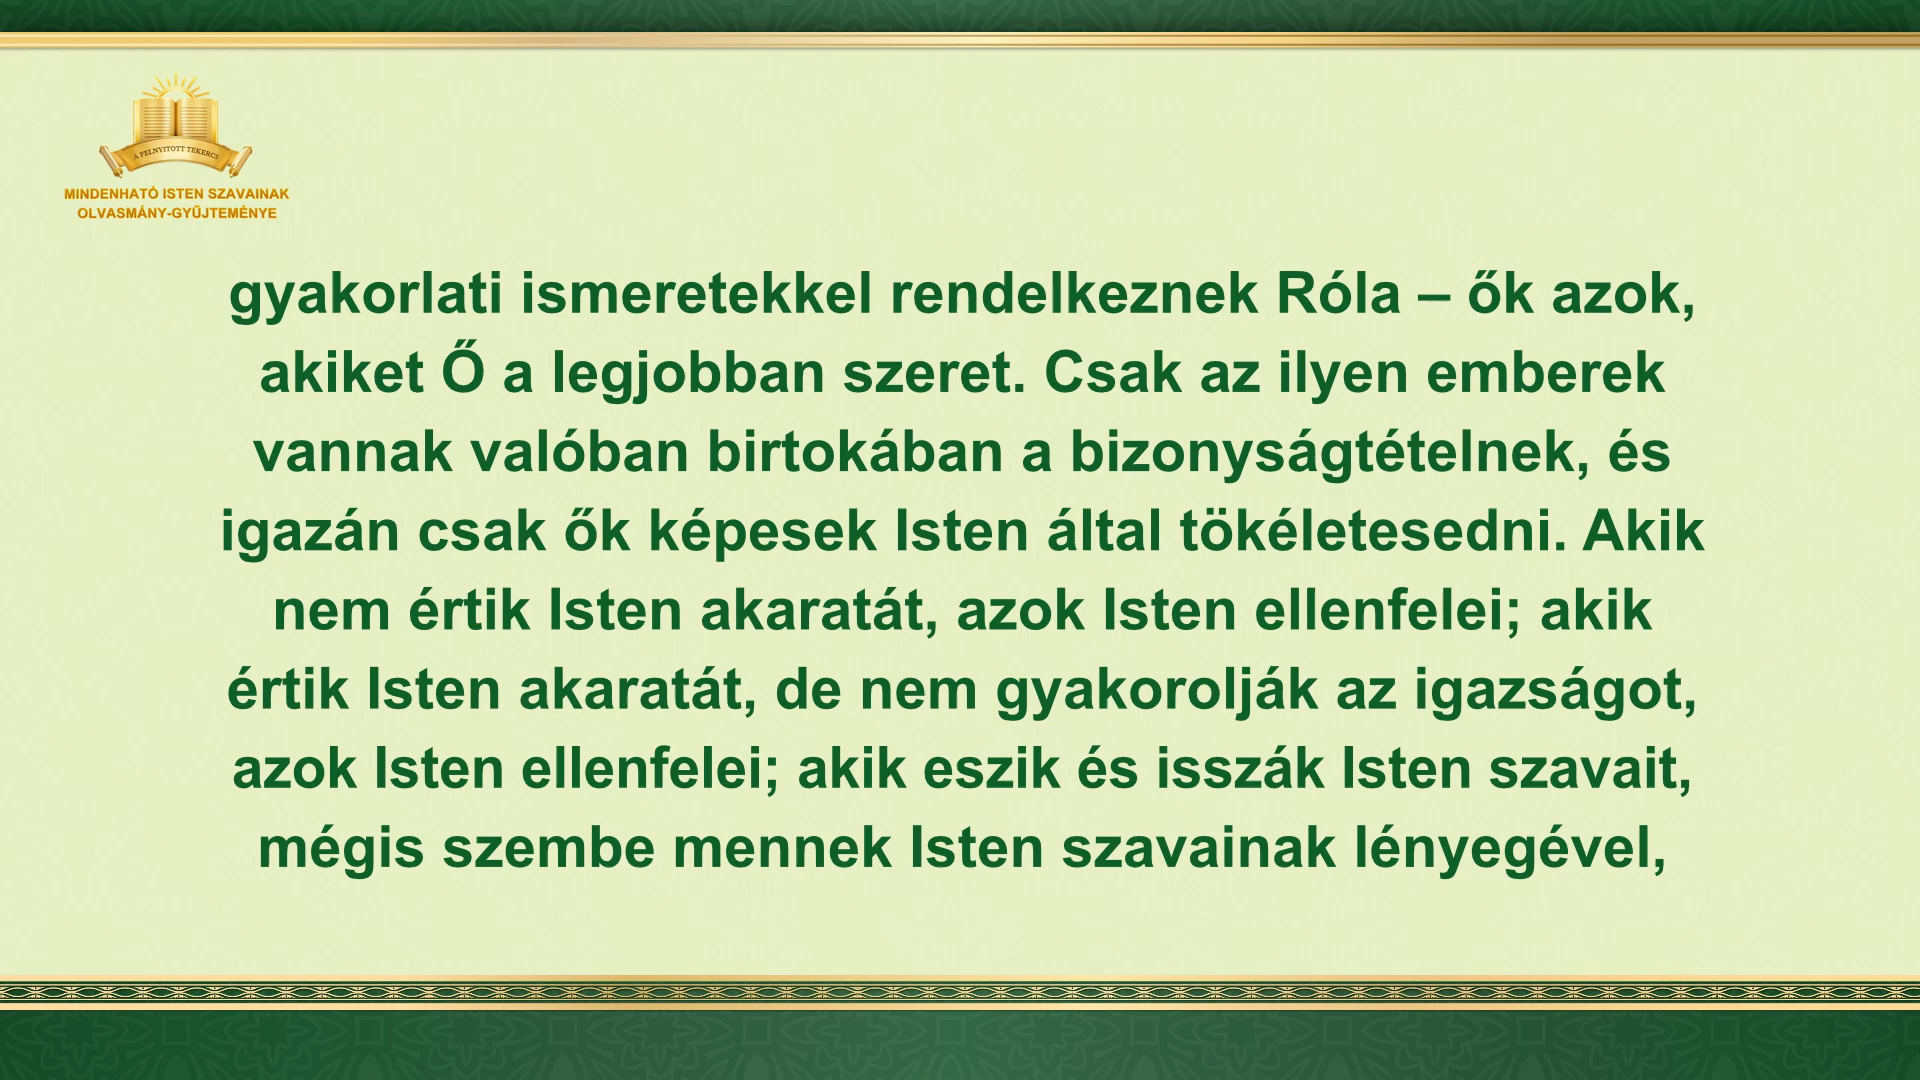 A FELNYITOTT TEKERCS
MINDENHATÓ ISTEN SZAVAINAK
OLVASMÁNY-GYŰJTEMÉNYE
gyakorlati ismeretekkel rendelkeznek Róla – ők azok,
akiket Ő a legjobban szeret. Csak az ilyen emberek
vannak valóban birtokában a bizonyságtételnek, és
igazán csak ők képesek Isten által tökéletesedni. Akik
nem értik Isten akaratát, azok Isten ellenfelei; akik
értik Isten akaratát, de nem gyakorolják az igazságot,
azok Isten ellenfelei; akik eszik és isszák Isten szavait,
mégis szembe mennek Isten szavainak lényegével,